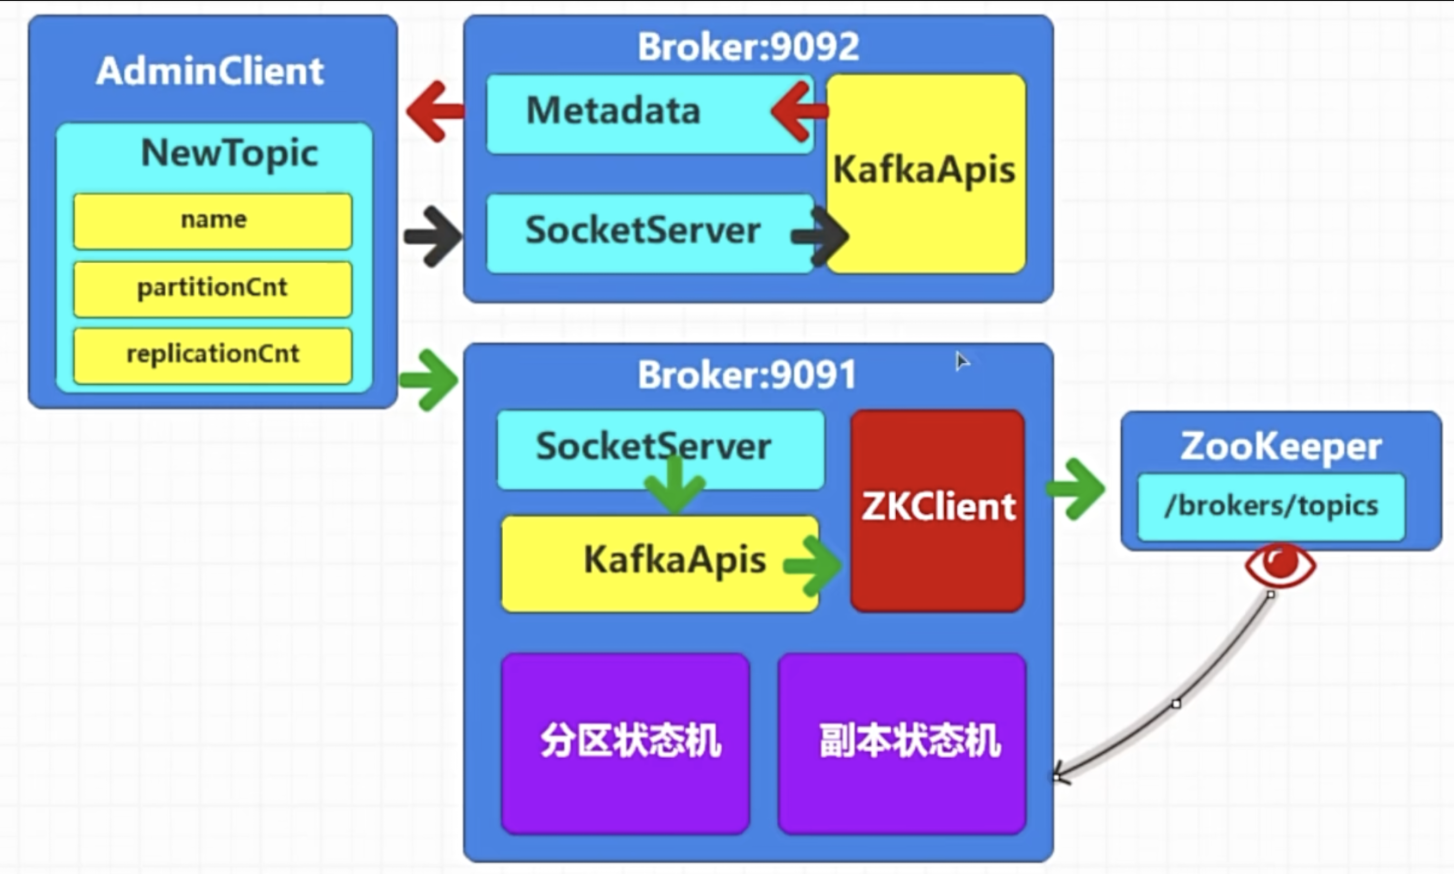 AdminClient
NewTopic
name
partitionCnt
replicationCnt
Broker:9092
Metadata
SocketServer
KafkaApis
Broker:9091
SocketServer
KafkaApis
ZKClient
分区状态机
副本状态机
ZooKeeper
/brokers/topics